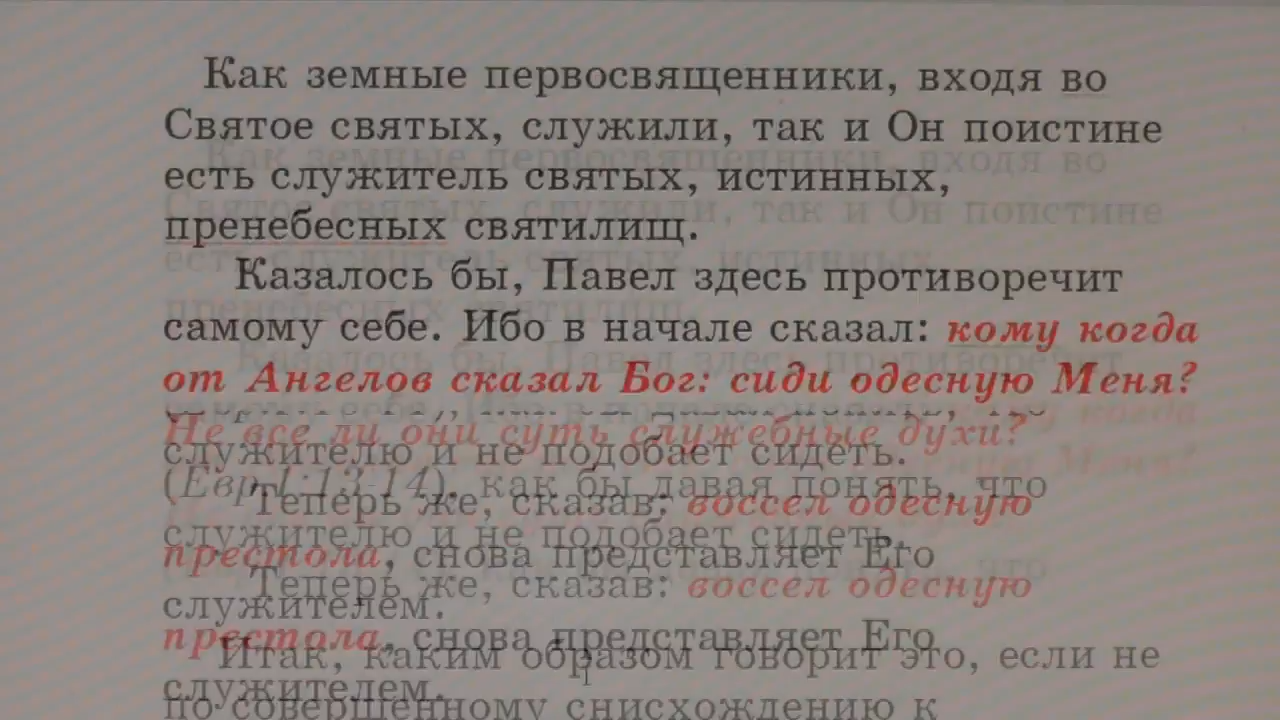 Как земные первосвященники, входя во
Святое святых, служили, так и Он поистине
есть служитель святых, истинных,
пренебесных святилищ.
Казалось бы, Павел здесь противоречит
самому себе. Ибо в начале сказал: кому когда
от Ангелов сказал Бог: сиди одесную Меня?
Не все ли они суть служебные духи?
(Евр.1:13-14), как бы давая понять, что
служителю и не подобает сидеть.
Теперь же, сказав: воссел одесную
престола, снова представляет Его
служителем.
Итак, каким образом говорит это, если не
по совершенному снисхождению к